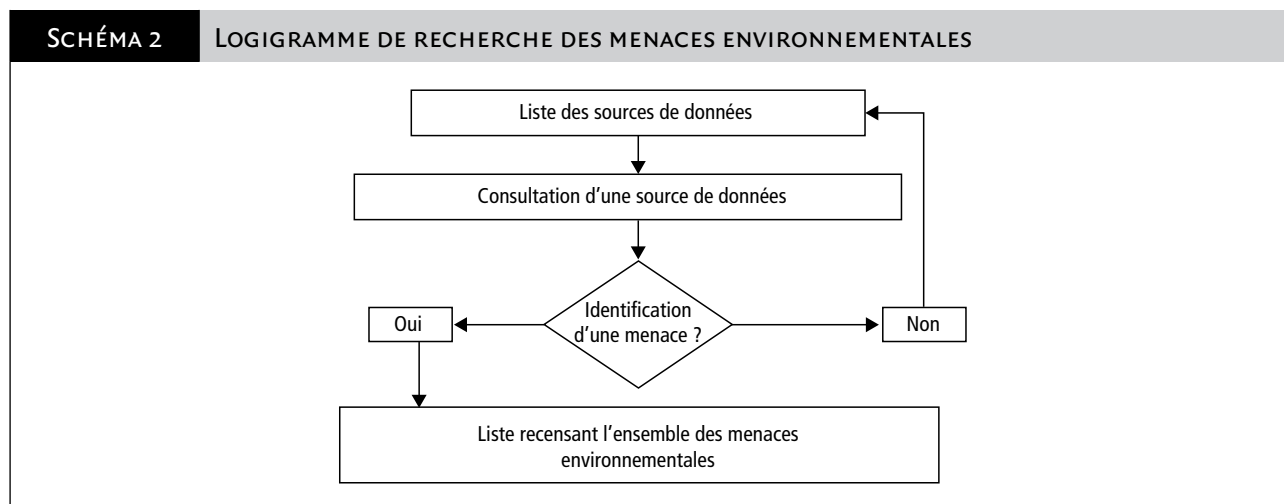 SCHÉMA 2 LOGIGRAMME DE RECHERCHE DES MENACES ENVIRONNEMENTALES
Liste des sources de données
Consultation d'une source de données
Identification
d'une menace ?
Oui
Non
Liste recensant l'ensemble des menaces
environnementales